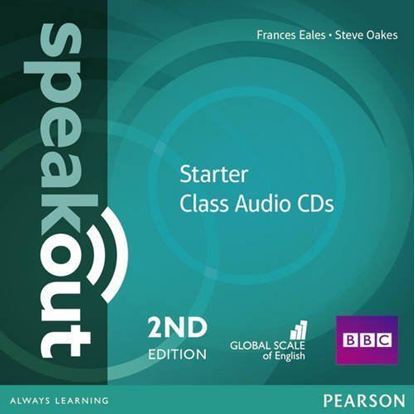 Frances Eales • Steve Oakes
speakout
Starter
Class Audio CDs
2ND
EDITION
GLOBAL SCALE
of English
BBC
ALWAYS LEARNING
PEARSON